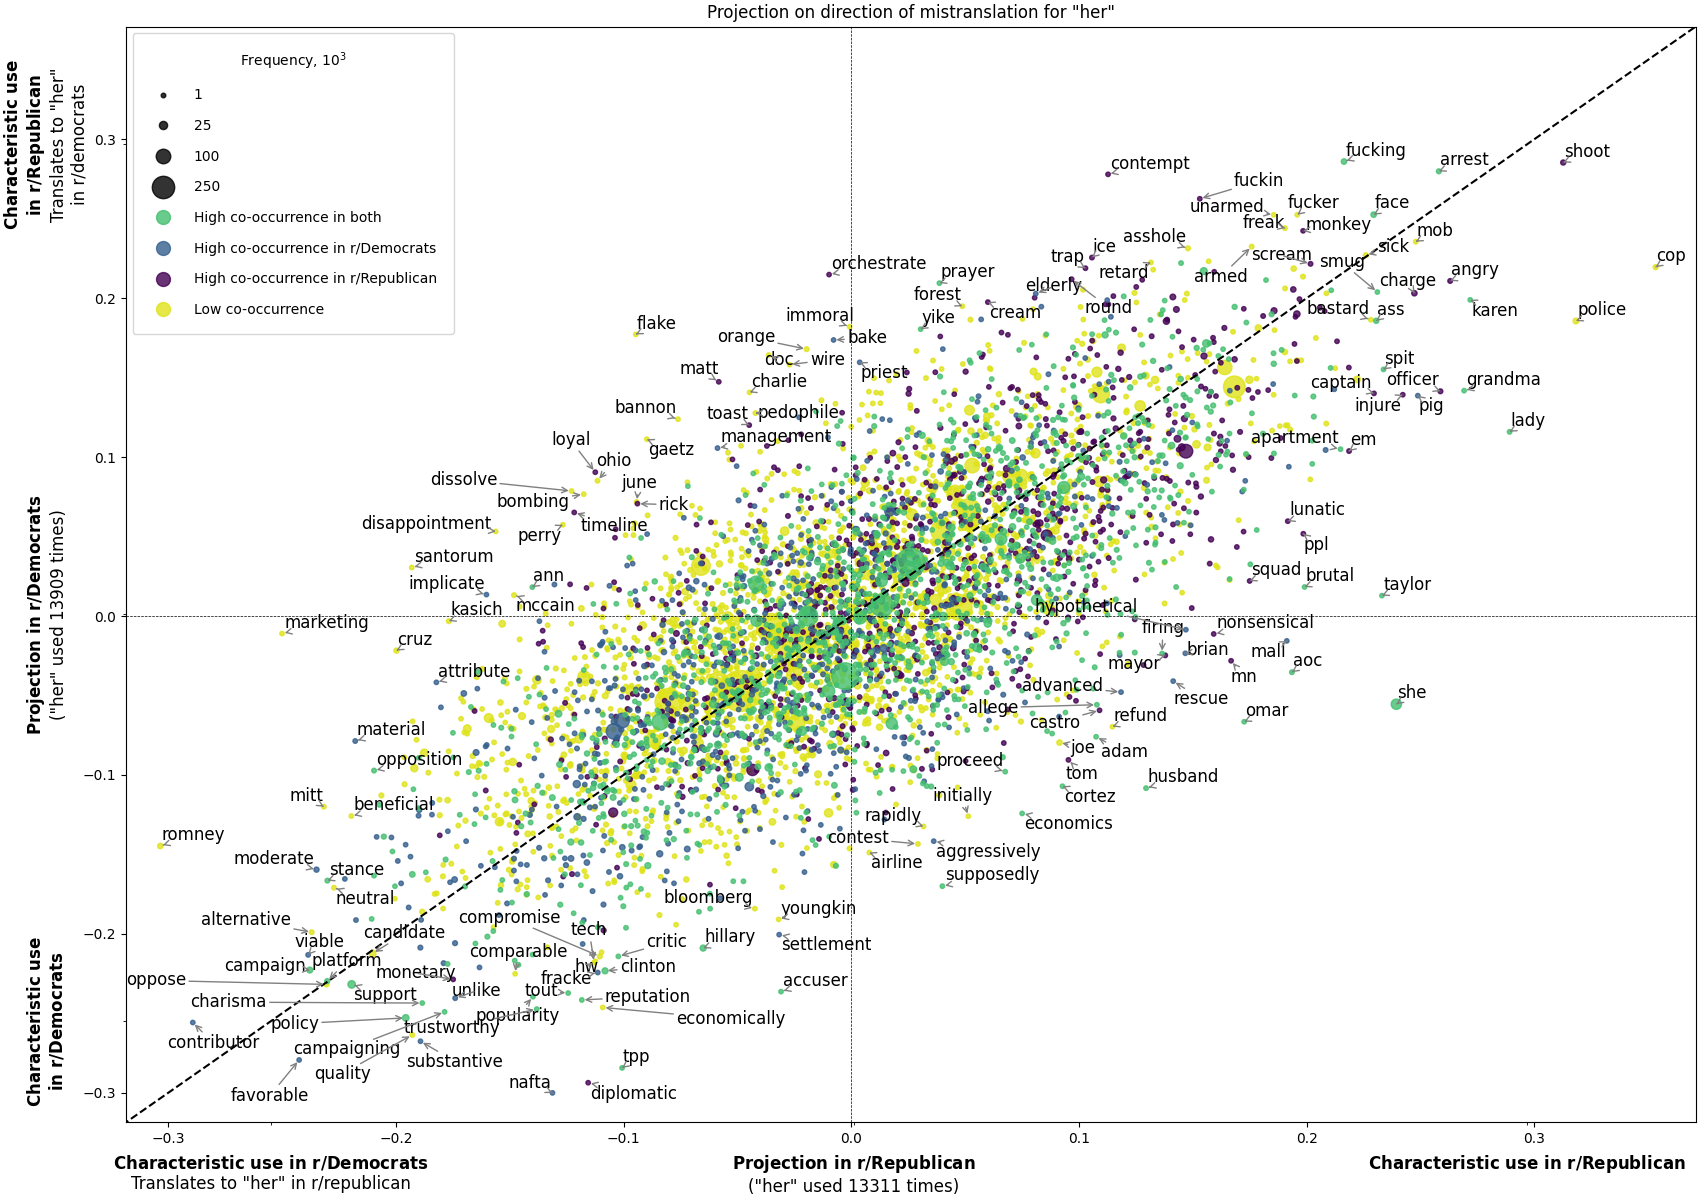 Projection on direction of mistranslation for "her"
Characteristic use
in r/Republican
Translates to "her"
in r/democrats
Projection in r/Democrats
("her" used 13909 times)
Characteristic use
in r/Democrats
Frequency, 10³
1
25
100
250
High co-occurrence in both
High co-occurrence in r/Democrats
High co-occurrence in r/Republican
Low co-occurrence
0.3
0.2
0.1
0.0
−0.1
−0.2
−0.3
contempt
fucking
arrest
shoot
fuckin
unarmed
fucker
face
freak
monkey
mob
asshole
sick
trap
ice
scream
smug
cop
orchestrate
prayer
retard
armed
charge
angry
elderly
forest
cream
round
bastard
ass
karen
police
immoral
yike
flake
orange
bake
doc
wire
priest
spit
matt
charlie
captain
officer
grandma
injure
pig
bannon
toast
pedophile
lady
management
apartment
em
loyal
gaetz
ohio
dissolve
june
bombing
rick
lunatic
disappointment
timeline
perry
ppl
santorum
squad
brutal
implicate
ann
taylor
kasich
mccain
hypothetical
marketing
firing
nonsensical
cruz
brian
mall
aoc
mayor
attribute
mn
advanced
rescue
she
allege
castro
refund
omar
material
joe
adam
opposition
proceed
tom
husband
mitt
beneficial
initially
cortez
rapidly
economics
romney
contest
aggressively
moderate
airline
stance
supposedly
neutral
bloomberg
youngkin
alternative
compromise
candidate
tech
viable
critic
hillary
settlement
comparable
campaign
platform
monetary
hw
clinton
oppose
fracke
accuser
unlike
tout
support
reputation
charisma
popularity
economically
policy
trustworthy
contributor
campaigning
substantive
quality
tpp
favorable
nafta
diplomatic
−0.3
−0.2
−0.1
0.0
0.1
0.2
0.3
Characteristic use in r/Democrats
Translates to "her" in r/republican
Projection in r/Republican
("her" used 13311 times)
Characteristic use in r/Republican